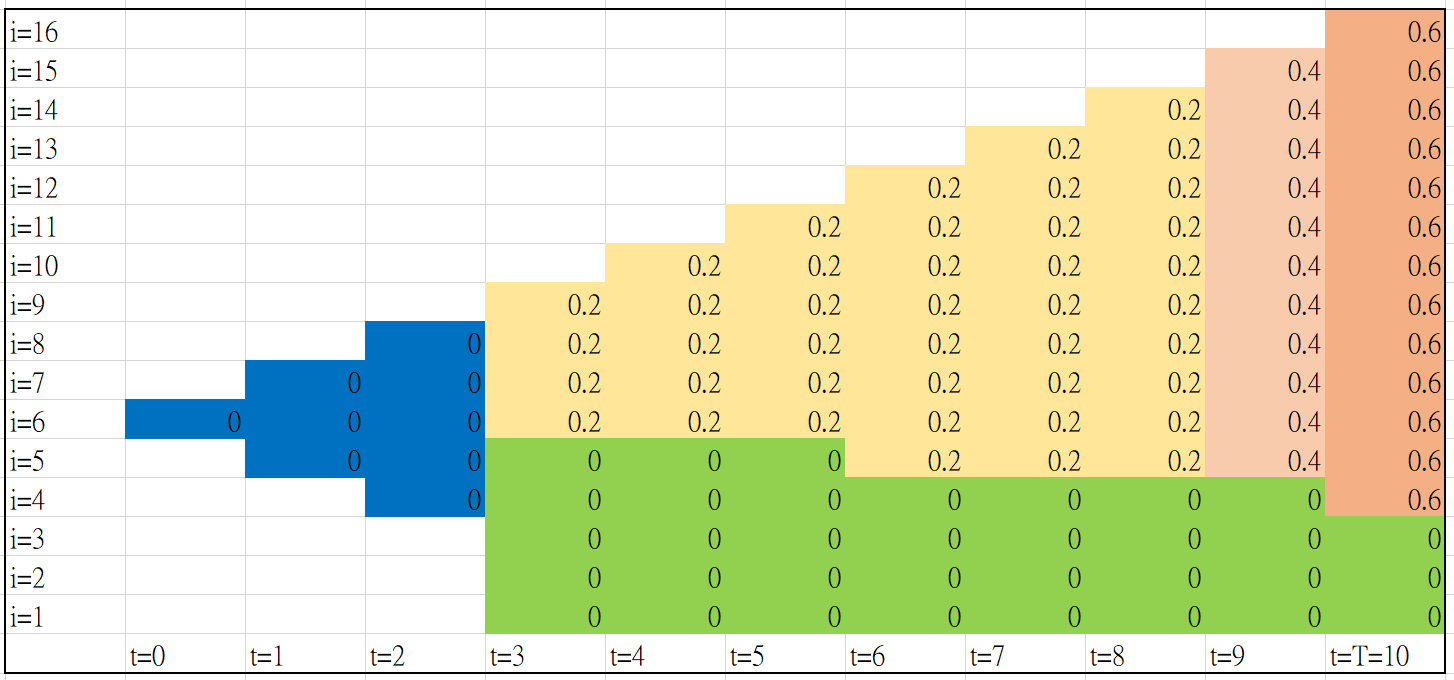 i=16 0.6
i=15 0.4 0.6
i=14 0.2 0.4 0.6
i=13 0.2 0.2 0.4 0.6
i=12 0.2 0.2 0.2 0.4 0.6
i=11 0.2 0.2 0.2 0.2 0.4 0.6
i=10 0.2 0.2 0.2 0.2 0.2 0.4 0.6
i=9 0.2 0.2 0.2 0.2 0.2 0.2 0.4 0.6
i=8 0 0.2 0.2 0.2 0.2 0.2 0.2 0.4 0.6
i=7 0 0 0.2 0.2 0.2 0.2 0.2 0.2 0.4 0.6
i=6 0 0 0 0.2 0.2 0.2 0.2 0.2 0.2 0.4 0.6
i=5 0 0 0 0 0 0.2 0.2 0.2 0.4 0.6
i=4 0 0 0 0 0 0 0 0 0.6
i=3 0 0 0 0 0 0 0 0
i=2 0 0 0 0 0 0 0 0
i=1 0 0 0 0 0 0 0 0
t=0 t=1 t=2 t=3 t=4 t=5 t=6 t=7 t=8 t=9 t=T=10